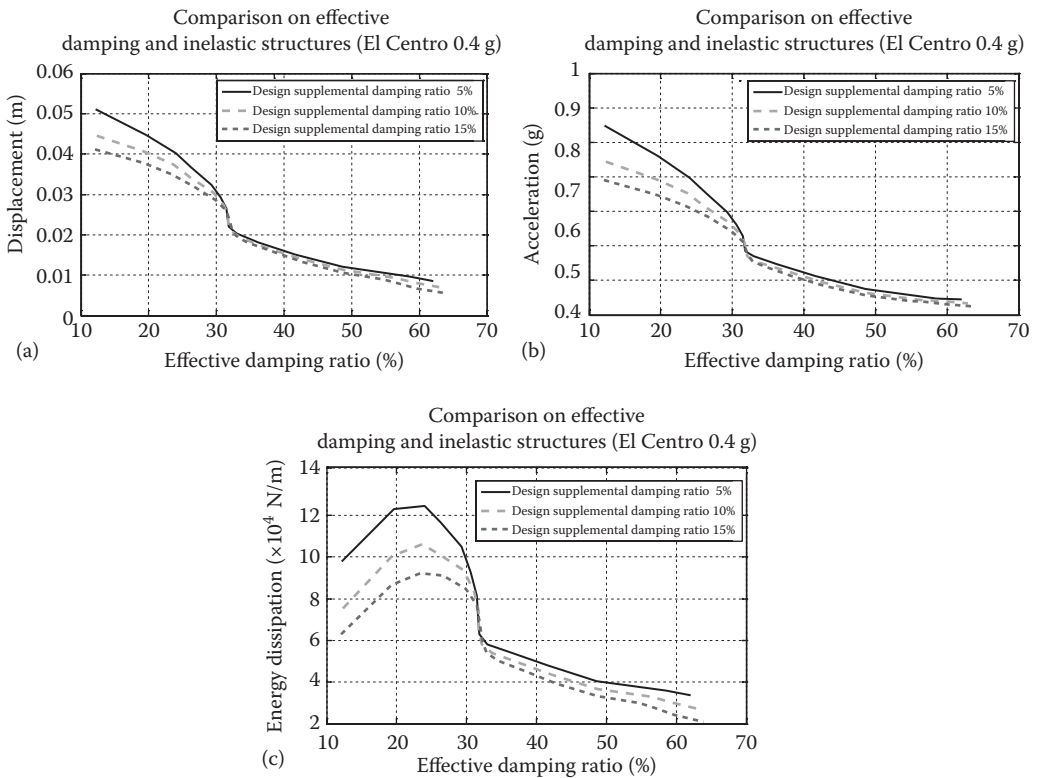 Comparison on effective
damping and inelastic structures (El Centro 0.4 g)
0.06
0.05
0.04
0.03
0.02
0.01
0
Displacement (m)
Design supplemental damping ratio 5%
Design supplemental damping ratio 10%
Design supplemental damping ratio 15%
10 20 30 40 50 60 70
Effective damping ratio (%)
(a)
Comparison on effective
damping and inelastic structures (El Centro 0.4 g)
1
0.9
0.8
0.7
0.6
0.5
0.4
Acceleration (g)
Design supplemental damping ratio 5%
Design supplemental damping ratio 10%
Design supplemental damping ratio 15%
10 20 30 40 50 60 70
Effective damping ratio (%)
(b)
Comparison on effective
damping and inelastic structures (El Centro 0.4 g)
14
12
10
8
6
4
2
Energy dissipation (×10⁴ N/m)
Design supplemental damping ratio 5%
Design supplemental damping ratio 10%
Design supplemental damping ratio 15%
10 20 30 40 50 60 70
Effective damping ratio (%)
(c)